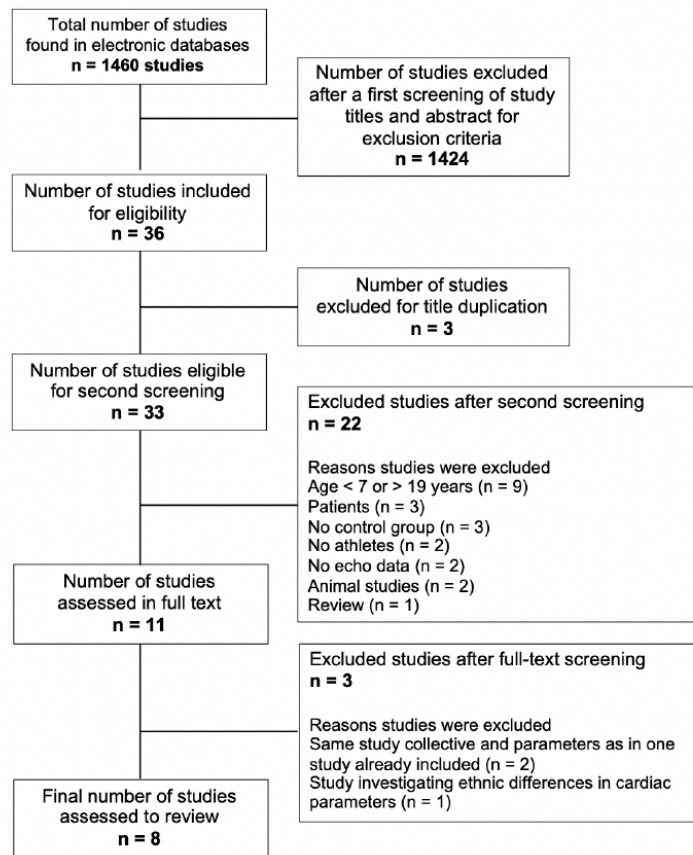 Total number of studies
found in electronic databases
n = 1460 studies
Number of studies excluded
after a first screening of study
titles and abstract for
exclusion criteria
n = 1424
Number of studies included
for eligibility
n = 36
Number of studies
excluded for title duplication
n = 3
Number of studies eligible
for second screening
n = 33
Excluded studies after second screening
n = 22
Reasons studies were excluded
Age < 7 or > 19 years (n = 9)
Patients (n = 3)
No control group (n = 3)
No athletes (n = 2)
No echo data (n = 2)
Animal studies (n = 2)
Review (n = 1)
Number of studies
assessed in full text
n = 11
Excluded studies after full-text screening
n = 3
Reasons studies were excluded
Same study collective and parameters as in one
study already included (n = 2)
Study investigating ethnic differences in cardiac
parameters (n = 1)
Final number of studies
assessed to review
n = 8